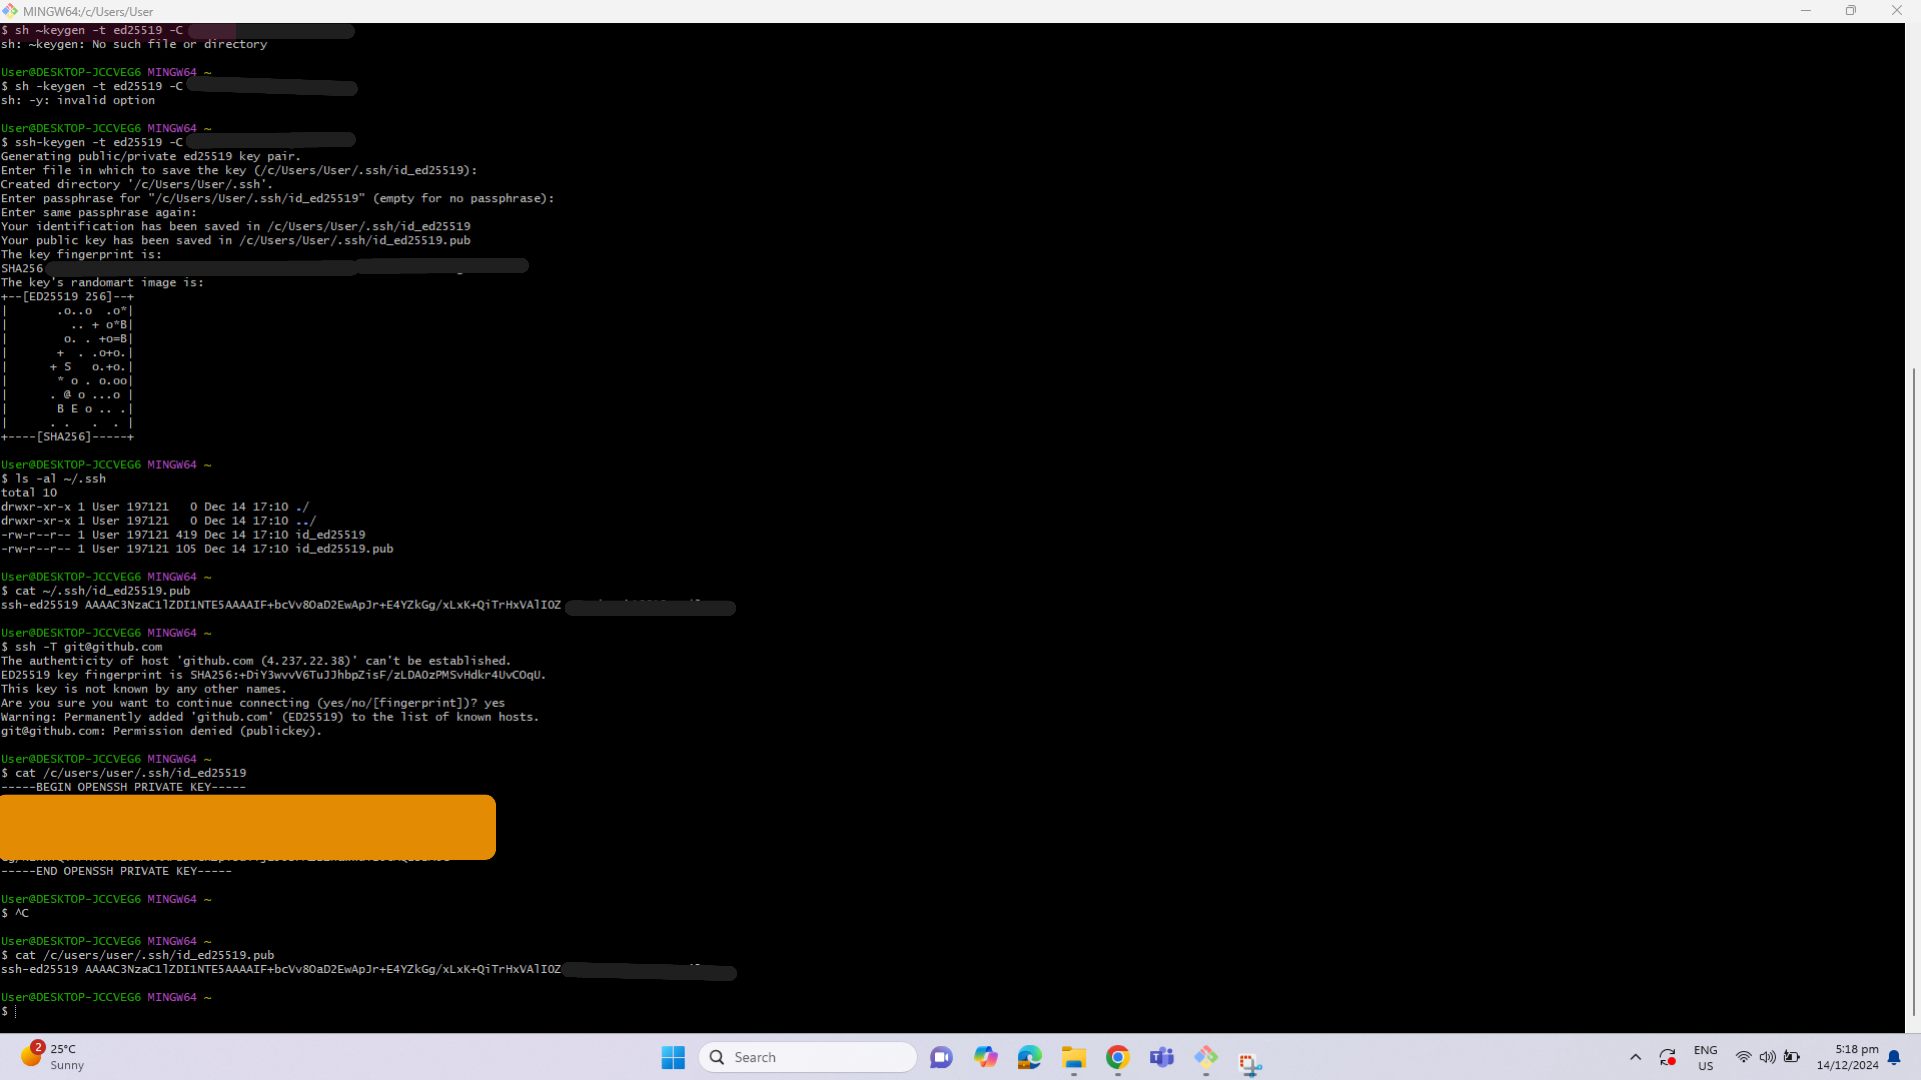 MINGW64:/c/Users/User
$ sh ~keygen -t ed25519 -C
sh: ~keygen: No such file or directory
User@DESKTOP-JCCVEG6 MINGW64 ~
$ sh -keygen -t ed25519 -C
sh: -y: invalid option
User@DESKTOP-JCCVEG6 MINGW64 ~
$ ssh-keygen -t ed25519 -C
Generating public/private ed25519 key pair.
Enter file in which to save the key (/c/Users/User/.ssh/id_ed25519):
Created directory '/c/Users/User/.ssh'.
Enter passphrase for "/c/Users/User/.ssh/id_ed25519" (empty for no passphrase):
Enter same passphrase again:
Your identification has been saved in /c/Users/User/.ssh/id_ed25519
Your public key has been saved in /c/Users/User/.ssh/id_ed25519.pub
The key fingerprint is:
SHA256
The key's randomart image is:
+--[ED25519 256]--+
|       .o..o  .o*|
|         .. + o*B|
|        o. . +o=B|
|       +  . .o+o.|
|      + S   o.+o.|
|       * o . o.oo|
|      . @ o ...o |
|       B E o .. .|
|      . .   .  . |
+----[SHA256]-----+
User@DESKTOP-JCCVEG6 MINGW64 ~
$ ls -al ~/.ssh
total 10
drwxr-xr-x 1 User 197121   0 Dec 14 17:10 ./
drwxr-xr-x 1 User 197121   0 Dec 14 17:10 ../
-rw-r--r-- 1 User 197121 419 Dec 14 17:10 id_ed25519
-rw-r--r-- 1 User 197121 105 Dec 14 17:10 id_ed25519.pub
User@DESKTOP-JCCVEG6 MINGW64 ~
$ cat ~/.ssh/id_ed25519.pub
ssh-ed25519 AAAAC3NzaC1lZDI1NTE5AAAAIF+bcVv8OaD2EwApJr+E4YZkGg/xLxK+QiTrHxVAlIOZ
User@DESKTOP-JCCVEG6 MINGW64 ~
$ ssh -T git@github.com
The authenticity of host 'github.com (4.237.22.38)' can't be established.
ED25519 key fingerprint is SHA256:+DiY3wvvV6TuJJhbpZisF/zLDA0zPMSvHdkr4UvCOqU.
This key is not known by any other names.
Are you sure you want to continue connecting (yes/no/[fingerprint])? yes
Warning: Permanently added 'github.com' (ED25519) to the list of known hosts.
git@github.com: Permission denied (publickey).
User@DESKTOP-JCCVEG6 MINGW64 ~
$ cat /c/users/user/.ssh/id_ed25519
-----BEGIN OPENSSH PRIVATE KEY-----
-----END OPENSSH PRIVATE KEY-----
User@DESKTOP-JCCVEG6 MINGW64 ~
$ ^C
User@DESKTOP-JCCVEG6 MINGW64 ~
$ cat /c/users/user/.ssh/id_ed25519.pub
ssh-ed25519 AAAAC3NzaC1lZDI1NTE5AAAAIF+bcVv8OaD2EwApJr+E4YZkGg/xLxK+QiTrHxVAlIOZ
User@DESKTOP-JCCVEG6 MINGW64 ~
$
2
25°C
Sunny
Search
ENG
US
5:18 pm
14/12/2024